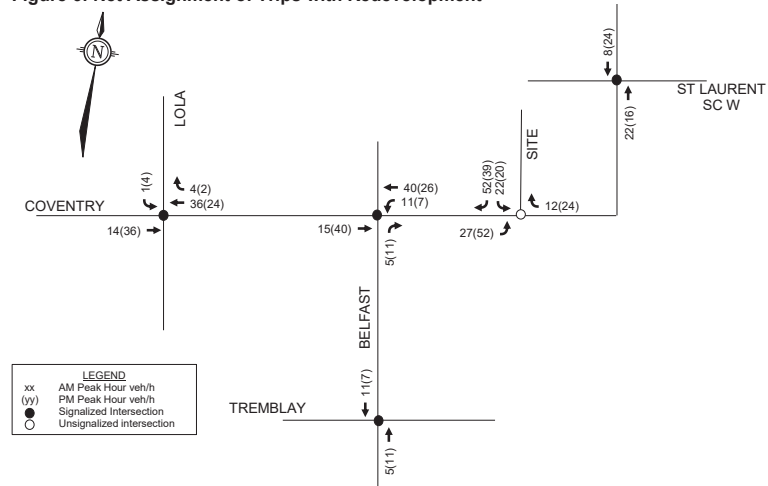 Figure 8: Net Assignment of Trips with Redevelopment
N
8(24)
ST LAURENT
SC W
22(16)
LOLA
SITE
1(4)
4(2)
36(24)
COVENTRY
14(36)
40(26)
11(7)
15(40)
5(11)
52(39)
22(20)
12(24)
27(52)
BELFAST
LEGEND
xx AM Peak Hour veh/h
(yy) PM Peak Hour veh/h
Signalized Intersection
Unsignalized intersection
11(7)
TREMBLAY
5(11)